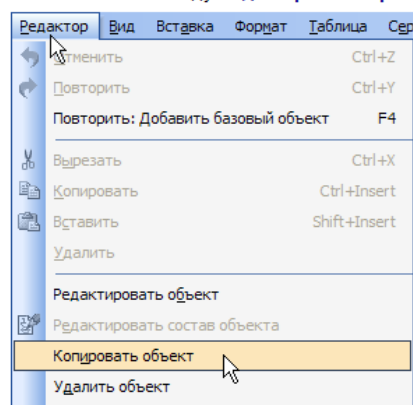 Редактор Вид Вставка Формат Таблица
Отменить Ctrl+Z
Повторить Ctrl+Y
Повторить: Добавить базовый объект F4
Вырезать Ctrl+X
Копировать Ctrl+Insert
Вставить Shift+Insert
Удалить
Редактировать объект
Редактировать состав объекта
Копировать объект
Удалить объект